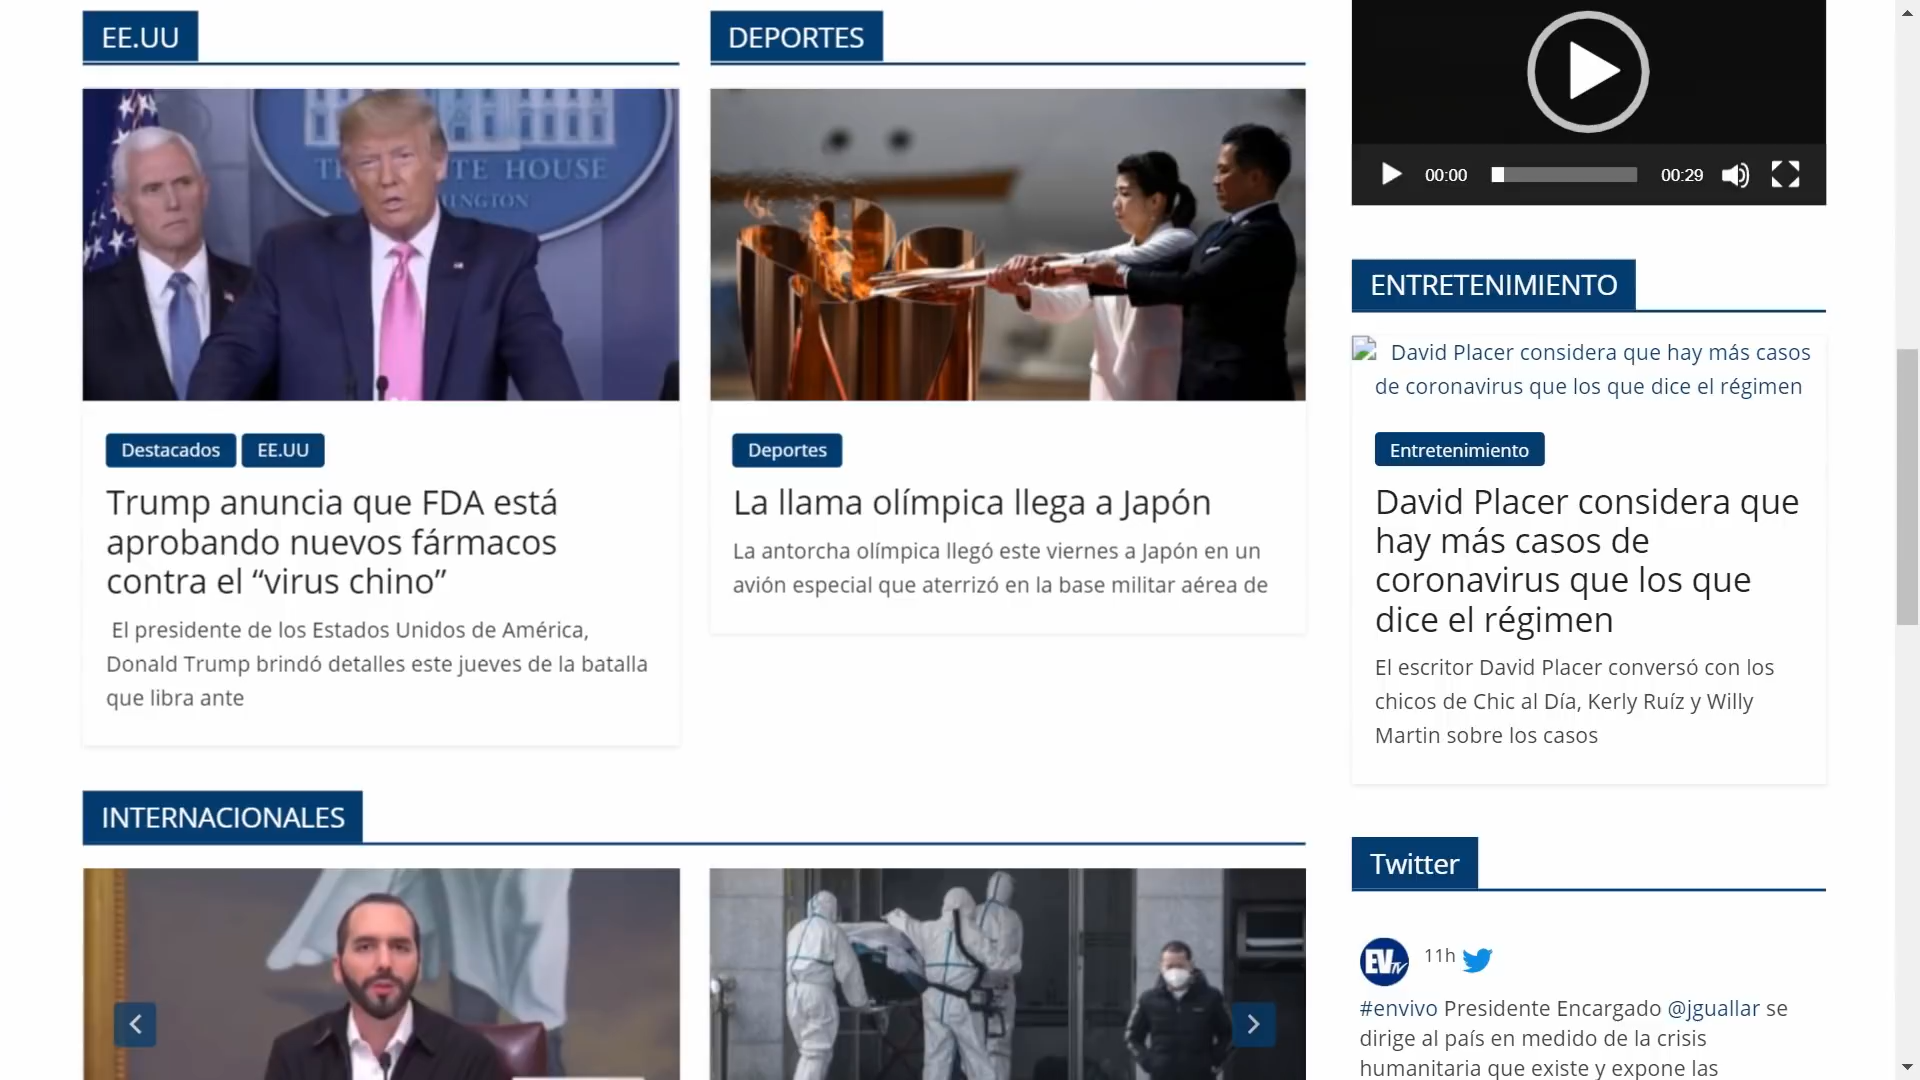 EE.UU
THE WHITE HOUSE
WASHINGTON
Destacados
EE.UU
Trump anuncia que FDA está
aprobando nuevos fármacos
contra el “virus chino”
El presidente de los Estados Unidos de América,
Donald Trump brindó detalles este jueves de la batalla
que libra ante
DEPORTES
Deportes
La llama olímpica llega a Japón
La antorcha olímpica llegó este viernes a Japón en un
avión especial que aterrizó en la base militar aérea de
INTERNACIONALES
00:00
00:29
ENTRETENIMIENTO
David Placer considera que hay más casos
de coronavirus que los que dice el régimen
Entretenimiento
David Placer considera que
hay más casos de
coronavirus que los que
dice el régimen
El escritor David Placer conversó con los
chicos de Chic al Día, Kerly Ruíz y Willy
Martin sobre los casos
Twitter
EVTV
11h
#envivo Presidente Encargado @jguallar se
dirige al país en medido de la crisis
humanitaria que existe y expone las